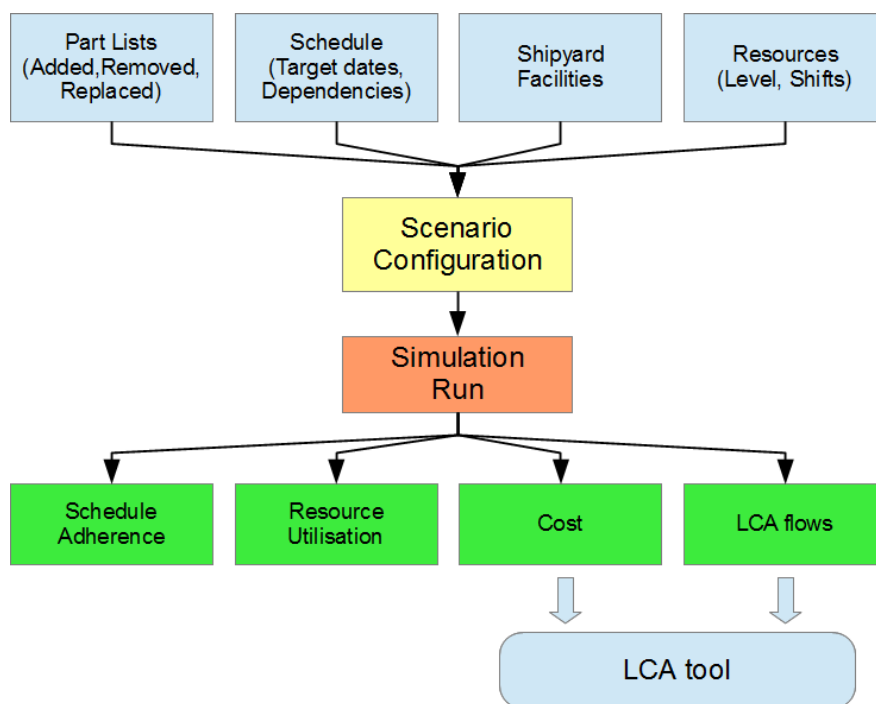 Part Lists
(Added,Removed,
Replaced)
Schedule
(Target dates,
Dependencies)
Shipyard
Facilities
Resources
(Level, Shifts)
Scenario
Configuration
Simulation
Run
Schedule
Adherence
Resource
Utilisation
Cost
LCA flows
LCA tool